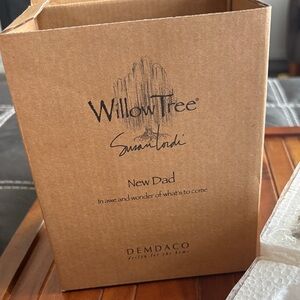 Willow Tree®
Susan Lordi
New Dad
In awe and wonder of what's to come
DEMDACO